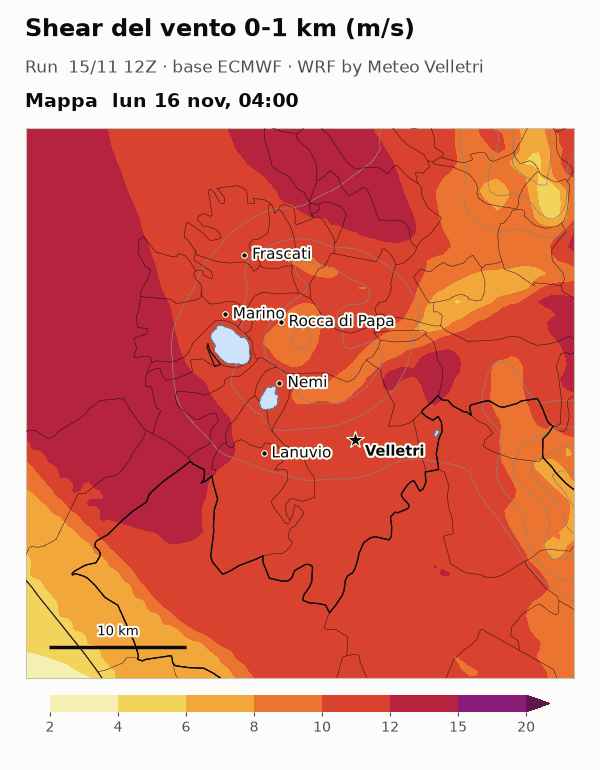 Shear del vento 0-1 km (m/s)
Run 15/11 12Z · base ECMWF · WRF by Meteo Velletri
Mappa lun 16 nov, 04:00
Frascati
Marino
Rocca di Papa
Nemi
Velletri
Lanuvio
10 km
2 4 6 8 10 12 15 20